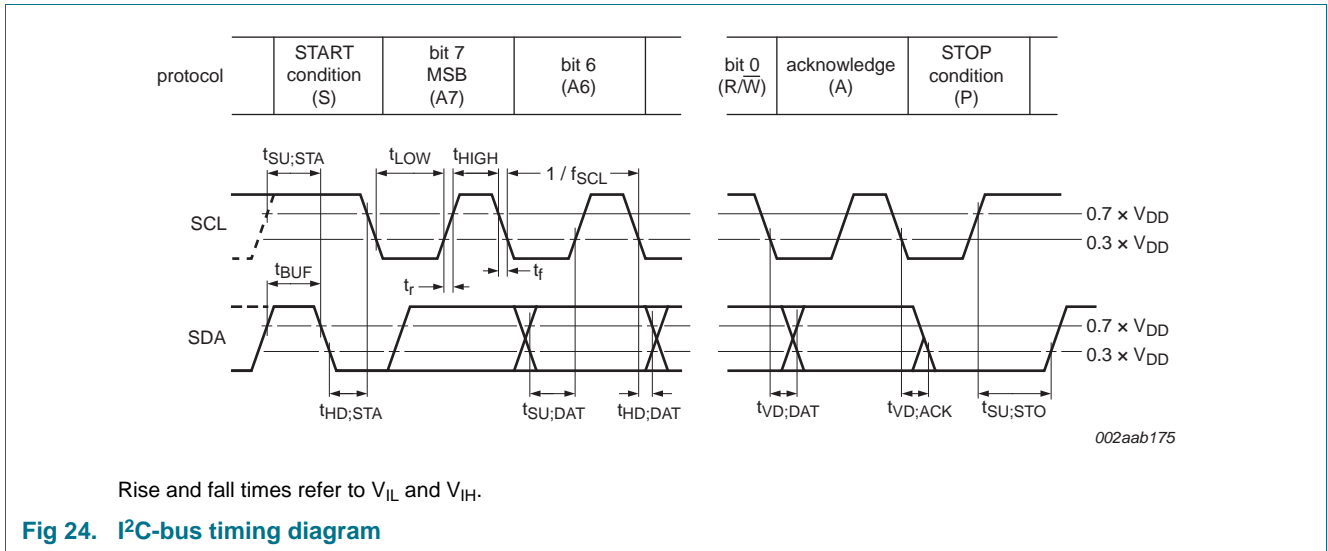 protocol
START
condition
(S)
bit 7
MSB
(A7)
bit 6
(A6)
bit 0
(R/W̅)
acknowledge
(A)
STOP
condition
(P)
tSU;STA
tLOW
tHIGH
1 / fSCL
SCL
0.7 × VDD
0.3 × VDD
tBUF
tr
tf
SDA
0.7 × VDD
0.3 × VDD
tHD;STA
tSU;DAT
tHD;DAT
tVD;DAT
tVD;ACK
tSU;STO
002aab175
Rise and fall times refer to VIL and VIH.
Fig 24. I²C-bus timing diagram